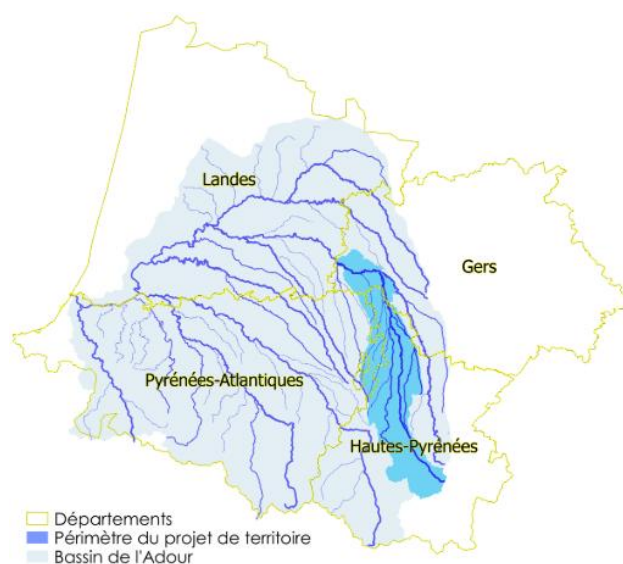 Landes
Gers
Pyrénées-Atlantiques
Hautes-Pyrénées
Départements
Périmètre du projet de territoire
Bassin de l'Adour